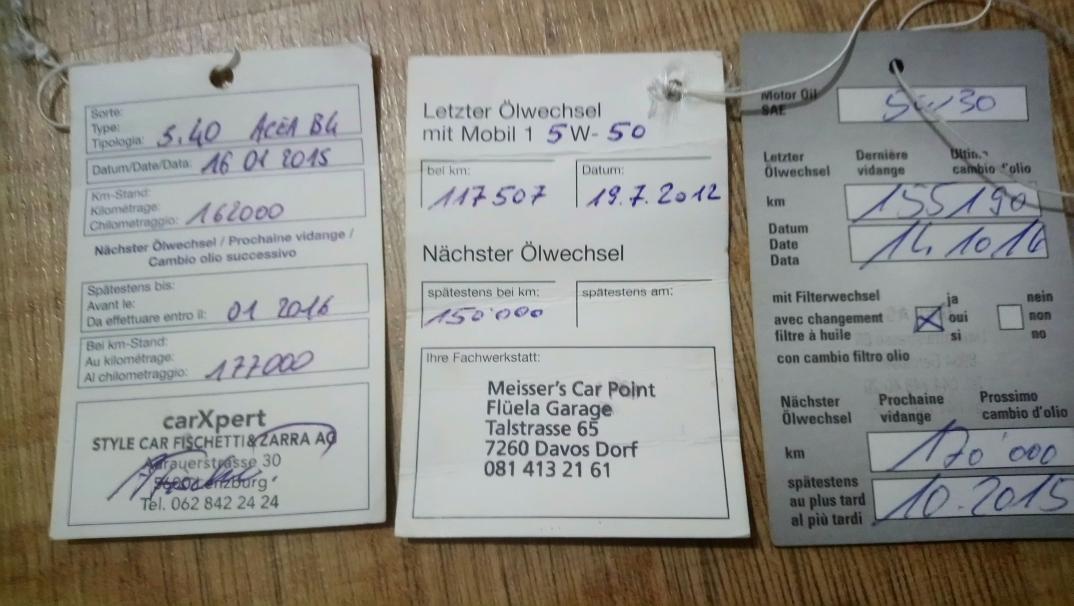 Sorte:
Type:
Tipologia: 5.40 ACEA B4
Datum/Date/Data: 16 01 2015
Km-Stand:
Kilométrage:
Chilometraggio: 162000
Nächster Ölwechsel / Prochaine vidange /
Cambio olio successivo
Spätestens bis:
Avant le:
Da effettuare entro il: 01 2016
Bei km-Stand:
Au kilométrage:
Al chilometraggio: 177000
carXpert
STYLE CAR FISCHETTI & ZARRA AG
Aarauerstrasse 30
Lenzburg
Tel. 062 842 24 24
Letzter Ölwechsel
mit Mobil 1 5W-50
bei km: Datum:
117507 19.7.2012
Nächster Ölwechsel
spätestens bei km: spätestens am:
150'000
Ihre Fachwerkstatt:
Meisser's Car Point
Flüela Garage
Talstrasse 65
7260 Davos Dorf
081 413 21 61
Motor Oil
SAE 5W30
Letzter Dernière Ultimo
Ölwechsel vidange cambio d'olio
km 155190
Datum
Date
Data 14.10.14
mit Filterwechsel ja nein
avec changement oui non
filtre à huile si no
con cambio filtro olio
Nächster Prochaine Prossimo
Ölwechsel vidange cambio d'olio
km 170'000
spätestens
au plus tard
al più tardi 10.2015